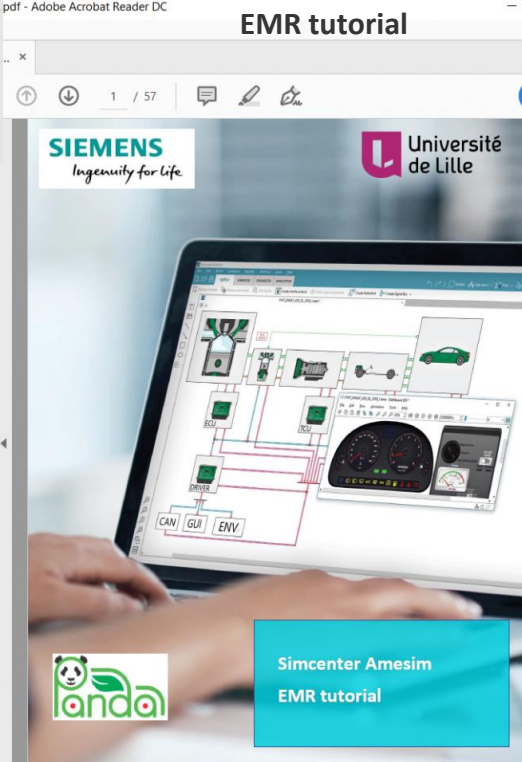 pdf - Adobe Acrobat Reader DC
EMR tutorial
1 / 57
SIEMENS
Ingenuity for life
Université
de Lille
ECU
TCU
DRIVER
CAN
GUI
ENV
Panda
Simcenter Amesim
EMR tutorial